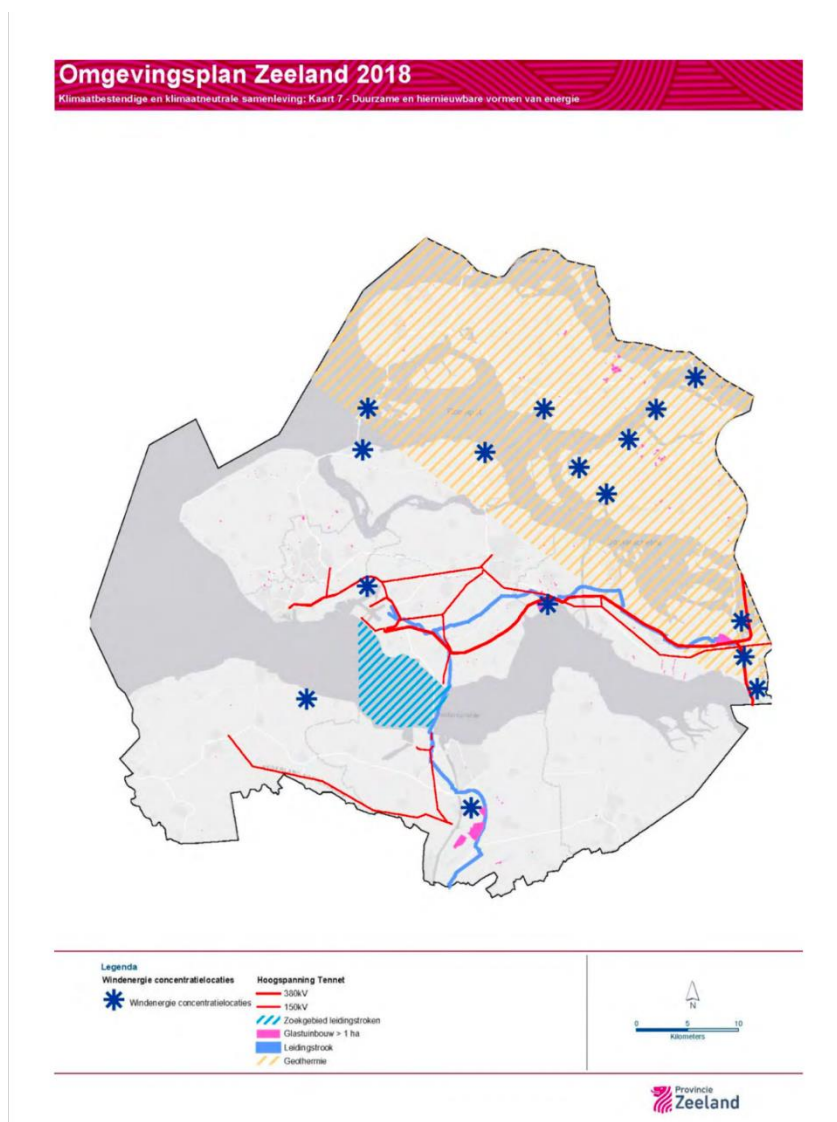 Omgevingsplan Zeeland 2018
Klimaatbestendige en klimaatneutrale samenleving: Kaart 7 - Duurzame en hiernieuwbare vormen van energie
Legenda
Windenergie concentratielocaties
Windenergie concentratielocaties
Hoogspanning Tennet
380kV
150kV
Zoekgebied leidingstroken
Glastuinbouw > 1 ha
Leidingstrook
Geothermie
N
0 5 10
Kilometers
Provincie
Zeeland